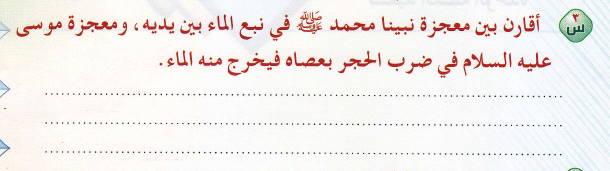 س٣ أقارن بين معجزة نبينا محمد ﷺ في نبع الماء بين يديه ، ومعجزة موسى
عليه السلام في ضرب الحجر بعصاه فيخرج منه الماء .